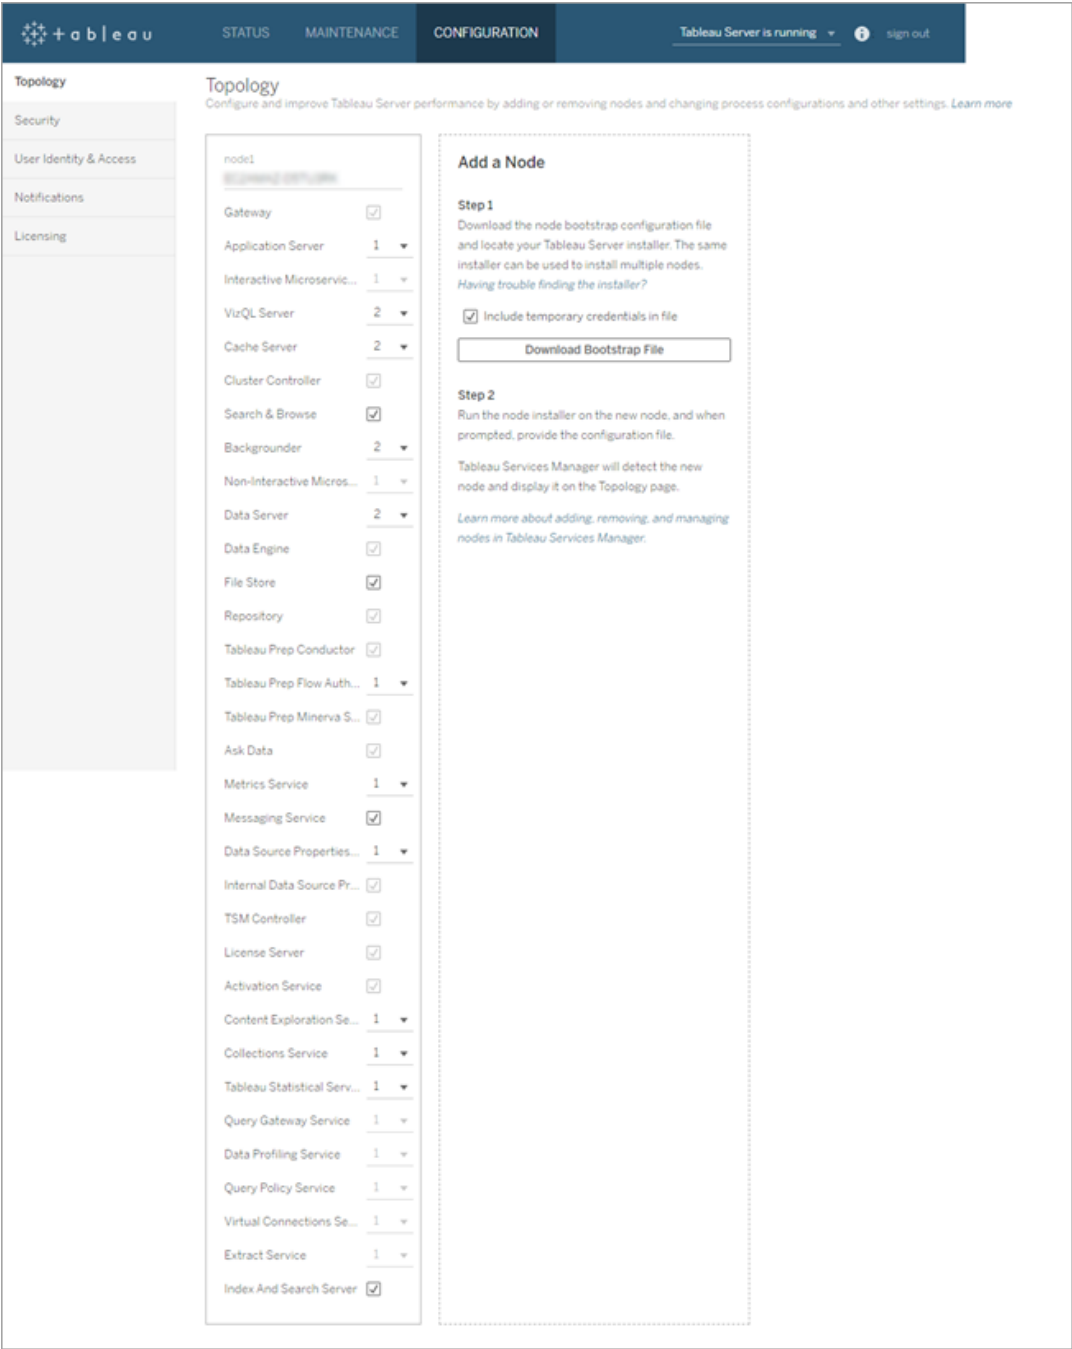 tableau
STATUS
MAINTENANCE
CONFIGURATION
Tableau Server is running
sign out
Topology
Security
User Identity & Access
Notifications
Licensing
Topology
Configure and improve Tableau Server performance by adding or removing nodes and changing process configurations and other settings. Learn more
node1
Gateway
Application Server 1
Interactive Microservic... 1
VizQL Server 2
Cache Server 2
Cluster Controller
Search & Browse
Backgrounder 2
Non-Interactive Micros... 1
Data Server 2
Data Engine
File Store
Repository
Tableau Prep Conductor
Tableau Prep Flow Auth... 1
Tableau Prep Minerva S...
Ask Data
Metrics Service 1
Messaging Service
Data Source Properties... 1
Internal Data Source Pr...
TSM Controller
License Server
Activation Service
Content Exploration Se... 1
Collections Service 1
Tableau Statistical Serv... 1
Query Gateway Service 1
Data Profiling Service 1
Query Policy Service 1
Virtual Connections Se... 1
Extract Service 1
Index And Search Server
Add a Node
Step 1
Download the node bootstrap configuration file
and locate your Tableau Server installer. The same
installer can be used to install multiple nodes.
Having trouble finding the installer?
Include temporary credentials in file
Download Bootstrap File
Step 2
Run the node installer on the new node, and when
prompted, provide the configuration file.
Tableau Services Manager will detect the new
node and display it on the Topology page.
Learn more about adding, removing, and managing
nodes in Tableau Services Manager.